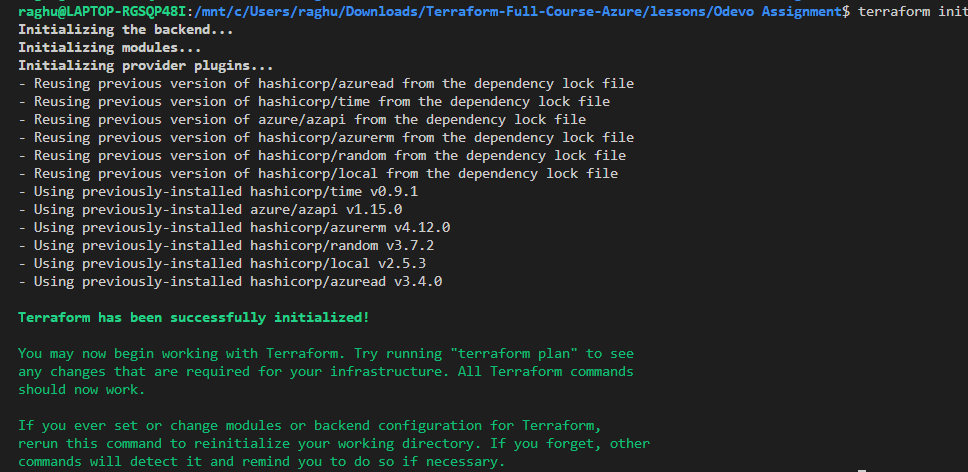 raghu@LAPTOP-RGSQP48I:/mnt/c/Users/raghu/Downloads/Terraform-Full-Course-Azure/lessons/Odevo Assignment$ terraform init
Initializing the backend...
Initializing modules...
Initializing provider plugins...
- Reusing previous version of hashicorp/azuread from the dependency lock file
- Reusing previous version of hashicorp/time from the dependency lock file
- Reusing previous version of azure/azapi from the dependency lock file
- Reusing previous version of hashicorp/azurerm from the dependency lock file
- Reusing previous version of hashicorp/random from the dependency lock file
- Reusing previous version of hashicorp/local from the dependency lock file
- Using previously-installed hashicorp/time v0.9.1
- Using previously-installed azure/azapi v1.15.0
- Using previously-installed hashicorp/azurerm v4.12.0
- Using previously-installed hashicorp/random v3.7.2
- Using previously-installed hashicorp/local v2.5.3
- Using previously-installed hashicorp/azuread v3.4.0
Terraform has been successfully initialized!
You may now begin working with Terraform. Try running "terraform plan" to see
any changes that are required for your infrastructure. All Terraform commands
should now work.
If you ever set or change modules or backend configuration for Terraform,
rerun this command to reinitialize your working directory. If you forget, other
commands will detect it and remind you to do so if necessary.